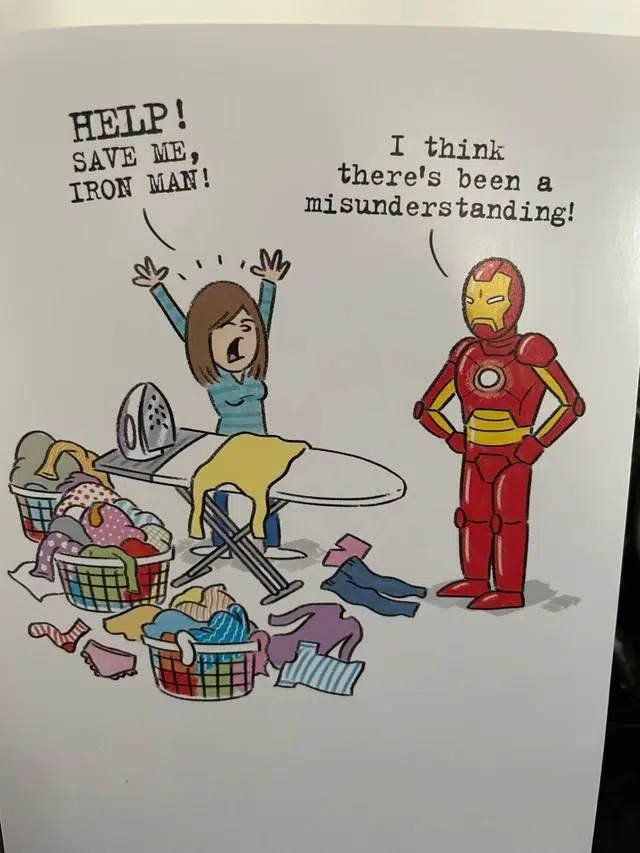 HELP!
SAVE ME,
IRON MAN!
I think
there's been a
misunderstanding!